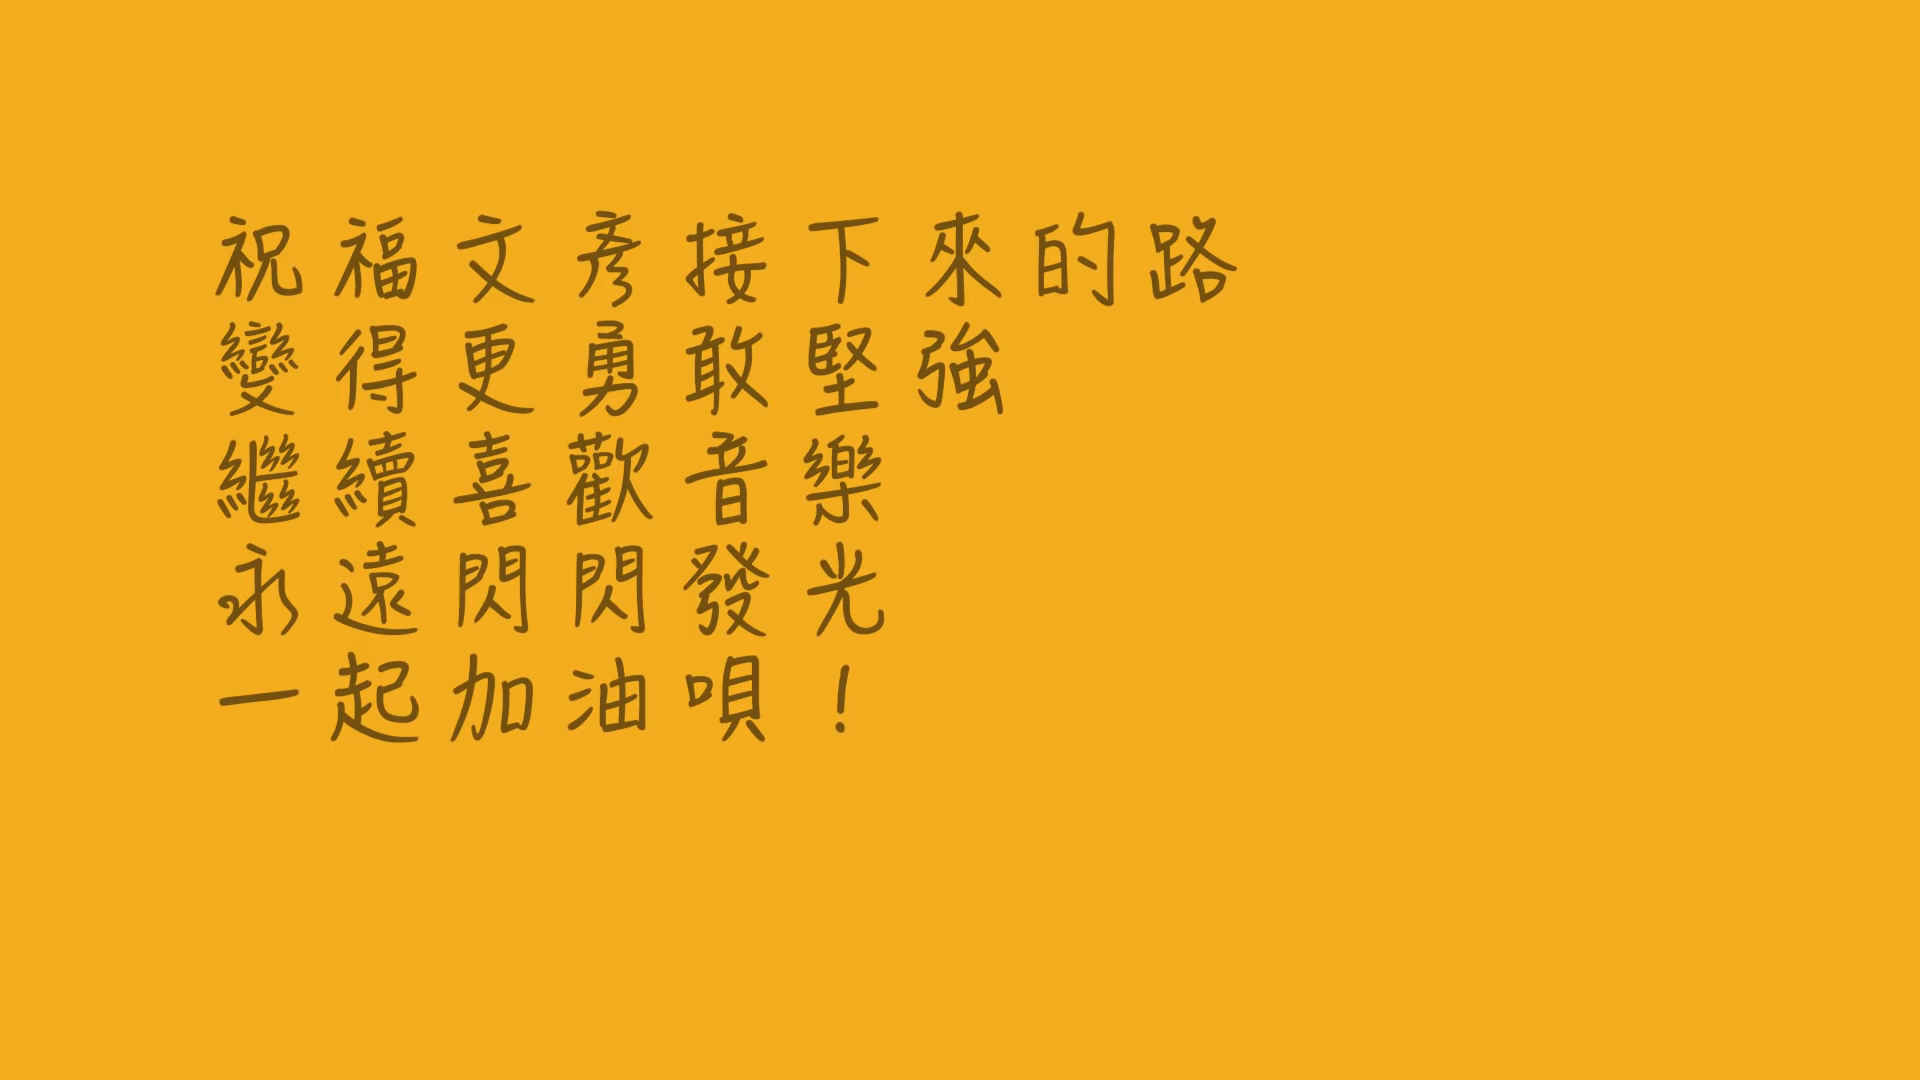 祝福文彥接下來的路
變得更勇敢堅強
繼續喜歡音樂
永遠閃閃發光
一起加油唄！